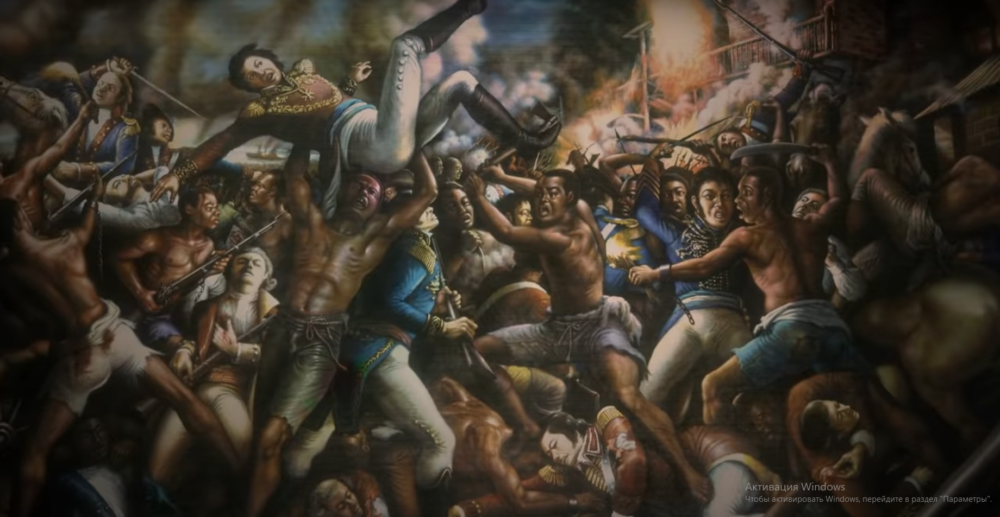 Активация Windows
Чтобы активировать Windows, перейдите в раздел "Параметры".